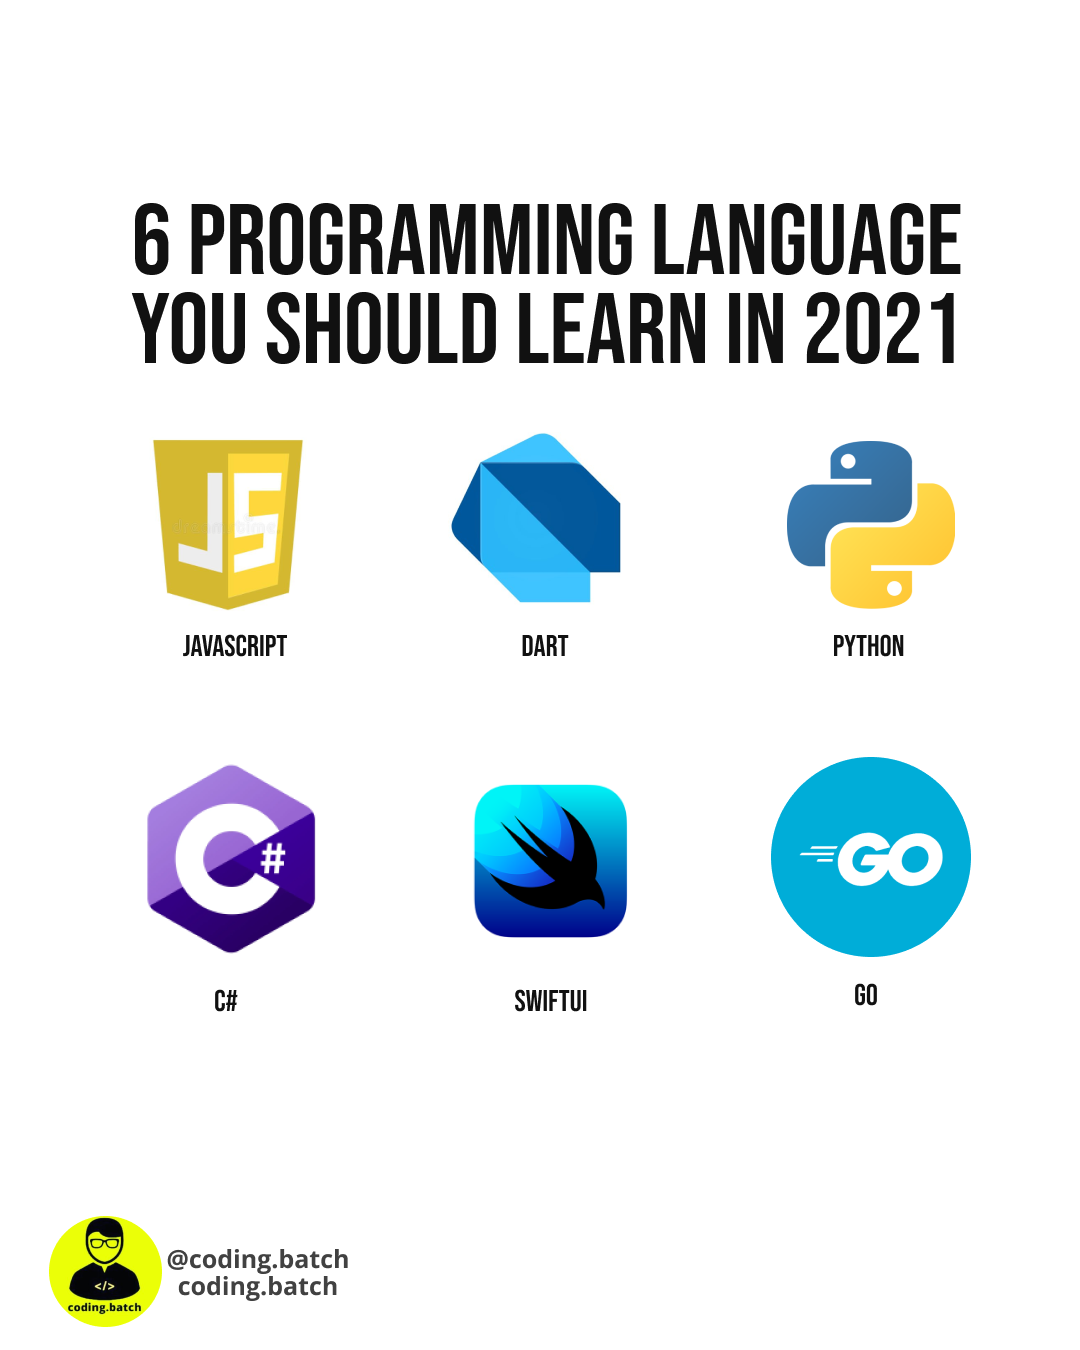 6 PROGRAMMING LANGUAGE
YOU SHOULD LEARN IN 2021
JS
JAVASCRIPT
DART
PYTHON
C#
C#
SWIFTUI
GO
GO
</>
coding.batch
@coding.batch
coding.batch